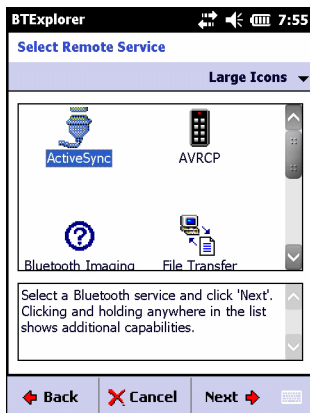 BTExplorer 7:55
Select Remote Service
Large Icons
ActiveSync AVRCP
Bluetooth Imaging File Transfer
Select a Bluetooth service and click 'Next'.
Clicking and holding anywhere in the list
shows additional capabilities.
Back Cancel Next